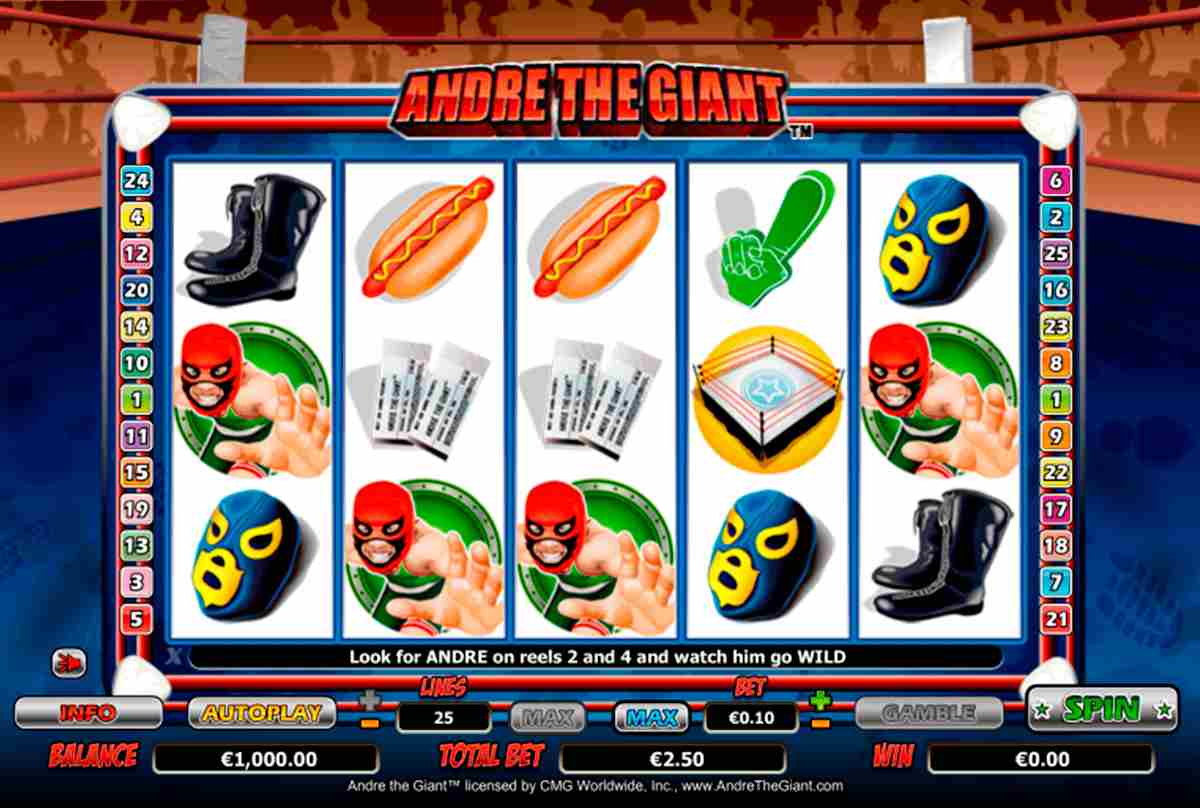 ANDRE THE GIANT™
24
4
12
20
14
10
1
11
15
19
13
3
5
6
2
25
16
23
8
1
9
22
17
18
7
21
X
Look for ANDRE on reels 2 and 4 and watch him go WILD
LINES
BET
INFO
AUTOPLAY
25
MAX
MAX
€0.10
GAMBLE
SPIN
BALANCE
€1,000.00
TOTAL BET
€2.50
WIN
€0.00
Andre the Giant™ licensed by CMG Worldwide, Inc., www.AndreTheGiant.com